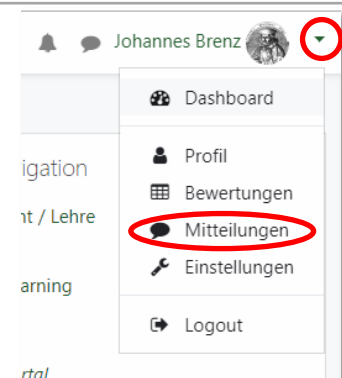 Johannes Brenz
Dashboard
igation
Profil
Bewertungen
nt / Lehre
Mitteilungen
Einstellungen
arning
Logout
rtal